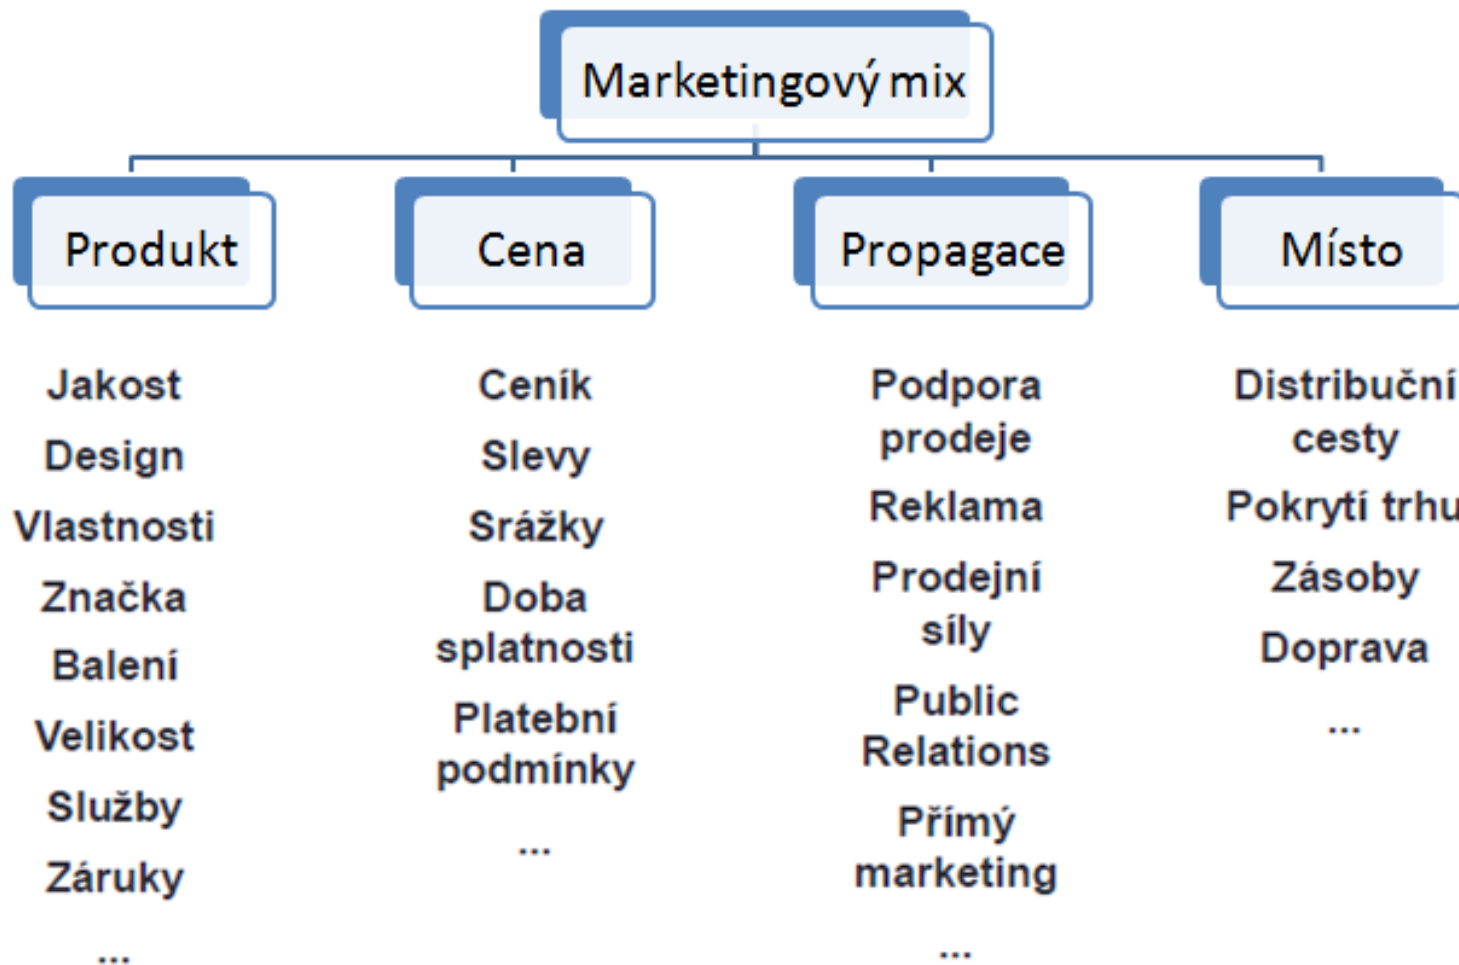 Marketingový mix
Produkt
Cena
Propagace
Místo
Jakost
Design
Vlastnosti
Značka
Balení
Velikost
Služby
Záruky
...
Ceník
Slevy
Srážky
Doba
splatnosti
Platební
podmínky
...
Podpora
prodeje
Reklama
Prodejní
síly
Public
Relations
Přímý
marketing
...
Distribuční
cesty
Pokrytí trhu
Zásoby
Doprava
...